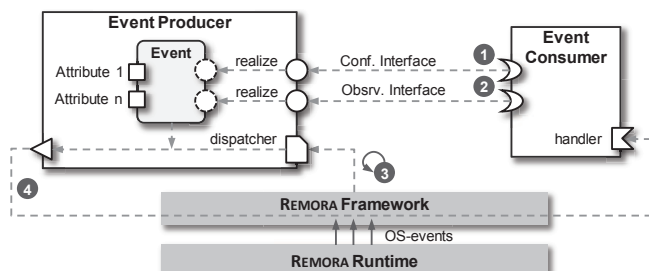 Event Producer
Event
Consumer
Event
Attribute 1
Attribute n
realize
realize
Conf. Interface
Obsrv. Interface
1
2
dispatcher
handler
3
4
REMORA Framework
OS-events
REMORA Runtime